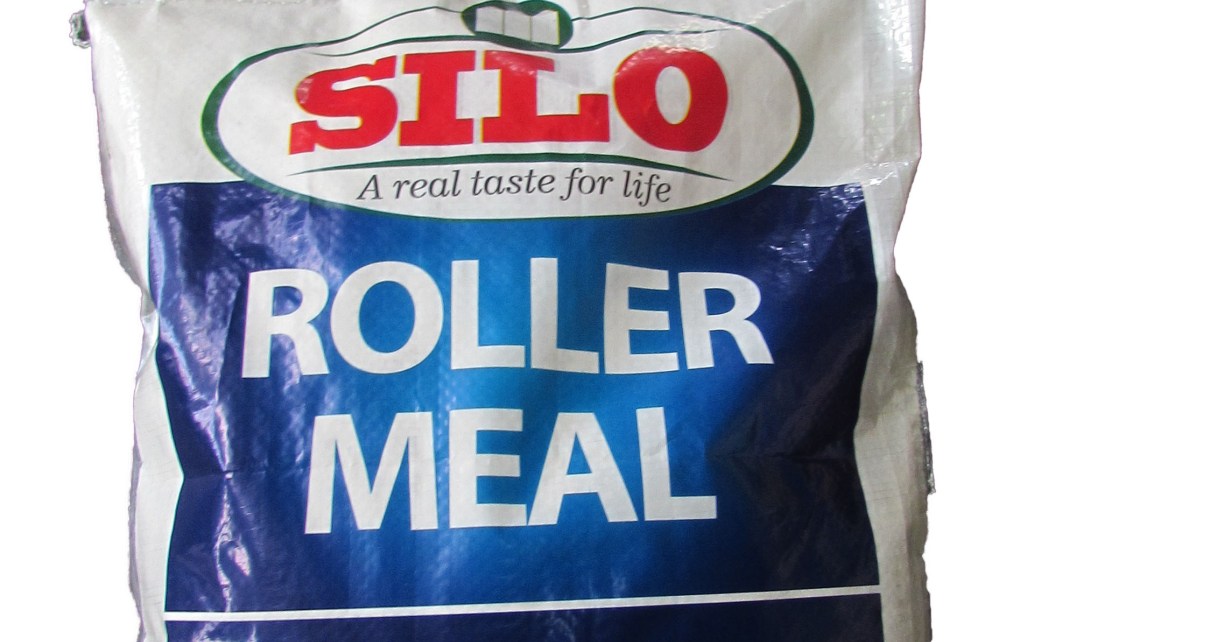 SILO
A real taste for life
ROLLER
MEAL